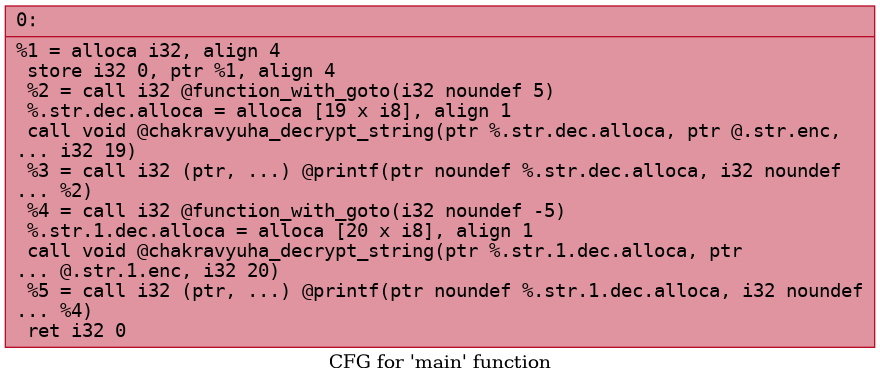 0:
%1 = alloca i32, align 4
store i32 0, ptr %1, align 4
%2 = call i32 @function_with_goto(i32 noundef 5)
%.str.dec.alloca = alloca [19 x i8], align 1
call void @chakravyuha_decrypt_string(ptr %.str.dec.alloca, ptr @.str.enc,
... i32 19)
%3 = call i32 (ptr, ...) @printf(ptr noundef %.str.dec.alloca, i32 noundef
... %2)
%4 = call i32 @function_with_goto(i32 noundef -5)
%.str.1.dec.alloca = alloca [20 x i8], align 1
call void @chakravyuha_decrypt_string(ptr %.str.1.dec.alloca, ptr
... @.str.1.enc, i32 20)
%5 = call i32 (ptr, ...) @printf(ptr noundef %.str.1.dec.alloca, i32 noundef
... %4)
ret i32 0
CFG for 'main' function